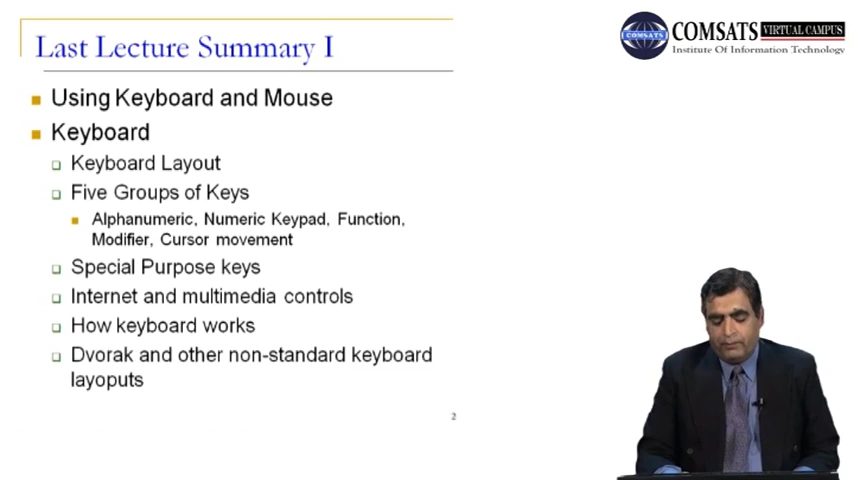 Last Lecture Summary I
Using Keyboard and Mouse
Keyboard
Keyboard Layout
Five Groups of Keys
Alphanumeric, Numeric Keypad, Function,
Modifier, Cursor movement
Special Purpose keys
Internet and multimedia controls
How keyboard works
Dvorak and other non-standard keyboard
layoputs
2
COMSATS
COMSATS VIRTUAL CAMPUS
Institute Of Information Technology